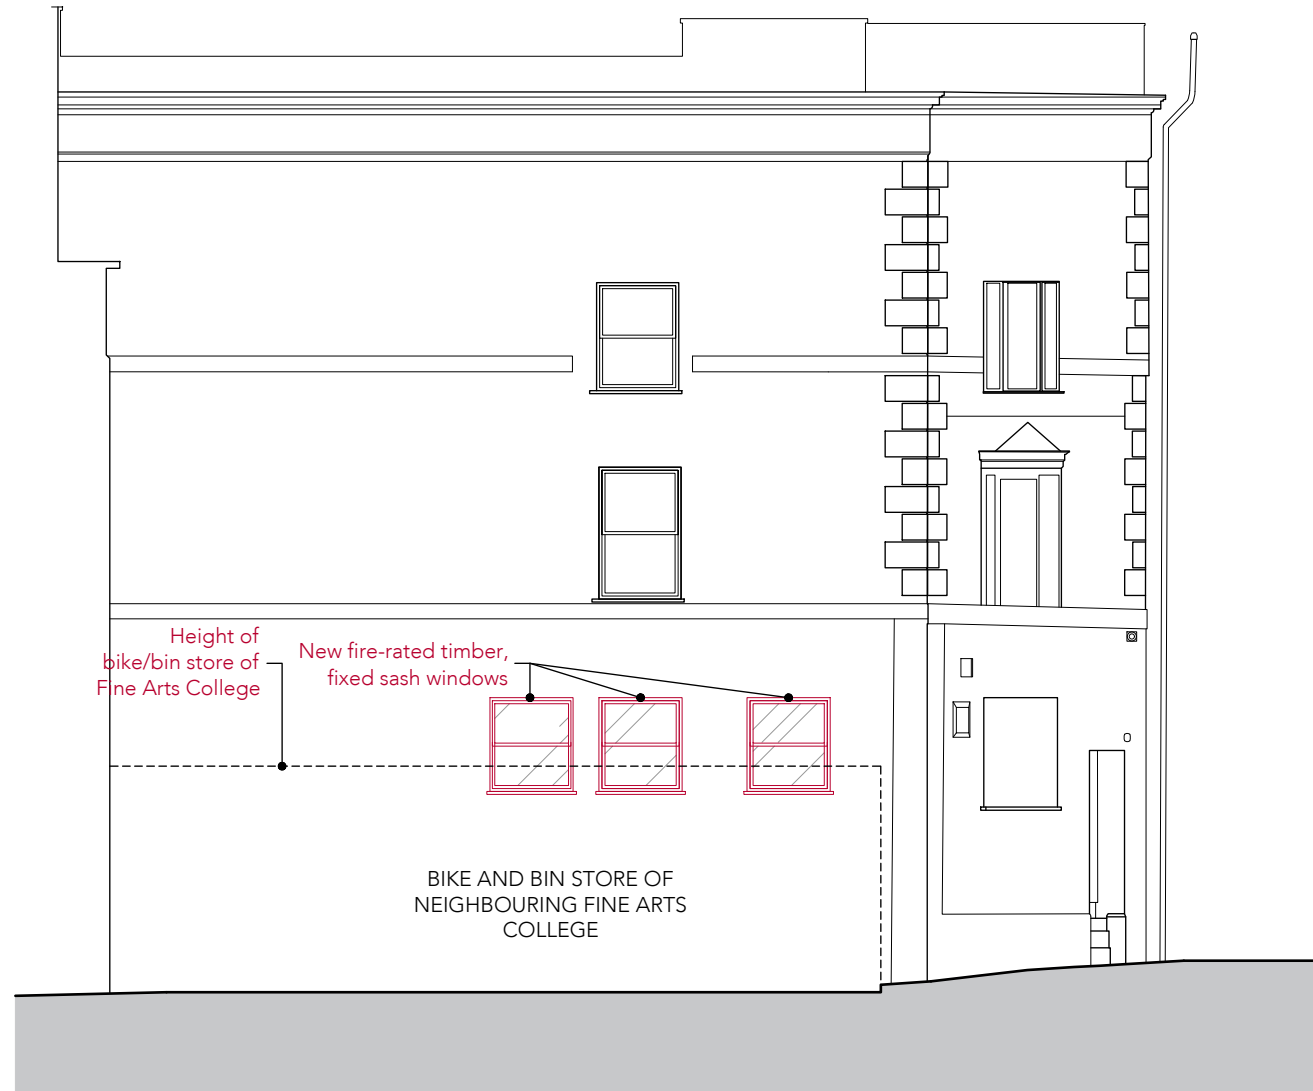 Height of
bike/bin store of
Fine Arts College
New fire-rated timber,
fixed sash windows
BIKE AND BIN STORE OF
NEIGHBOURING FINE ARTS
COLLEGE